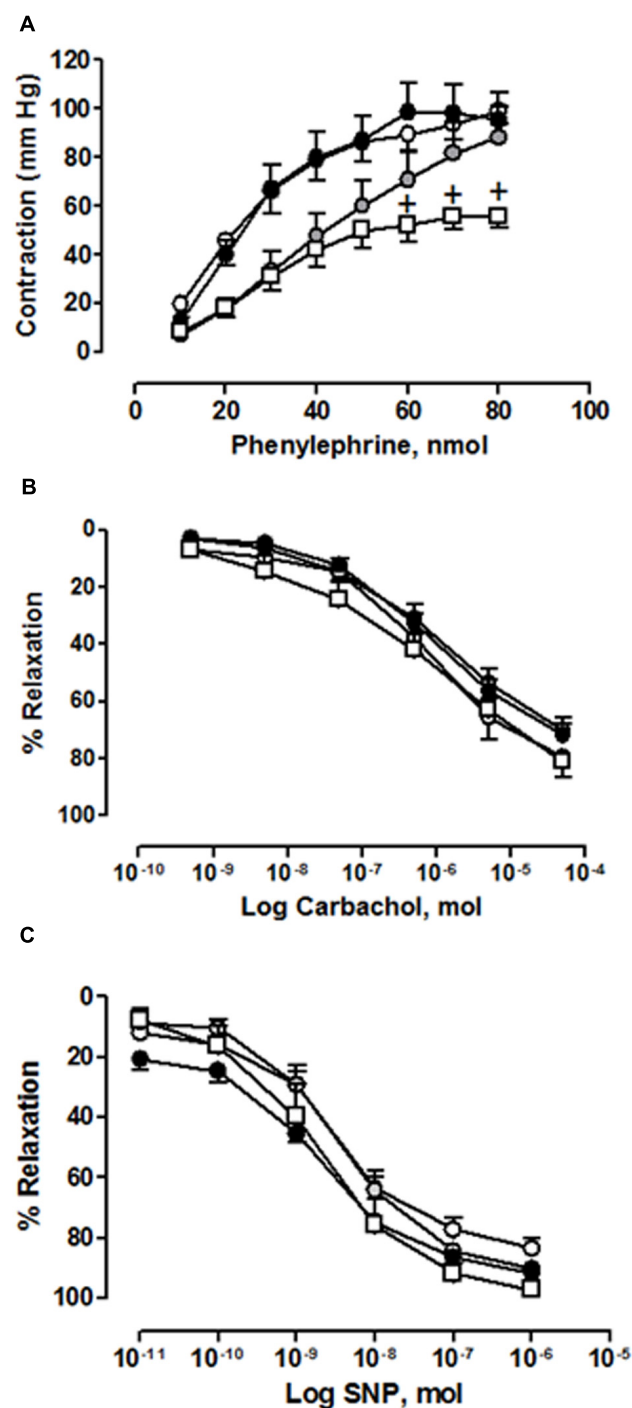 A
Contraction (mm Hg)
120
100
80
60
40
20
0
+ + +
0 20 40 60 80 100
Phenylephrine, nmol
B
% Relaxation
0
20
40
60
80
100
10⁻¹⁰ 10⁻⁹ 10⁻⁸ 10⁻⁷ 10⁻⁶ 10⁻⁵ 10⁻⁴
Log Carbachol, mol
C
% Relaxation
0
20
40
60
80
100
10⁻¹¹ 10⁻¹⁰ 10⁻⁹ 10⁻⁸ 10⁻⁷ 10⁻⁶ 10⁻⁵
Log SNP, mol